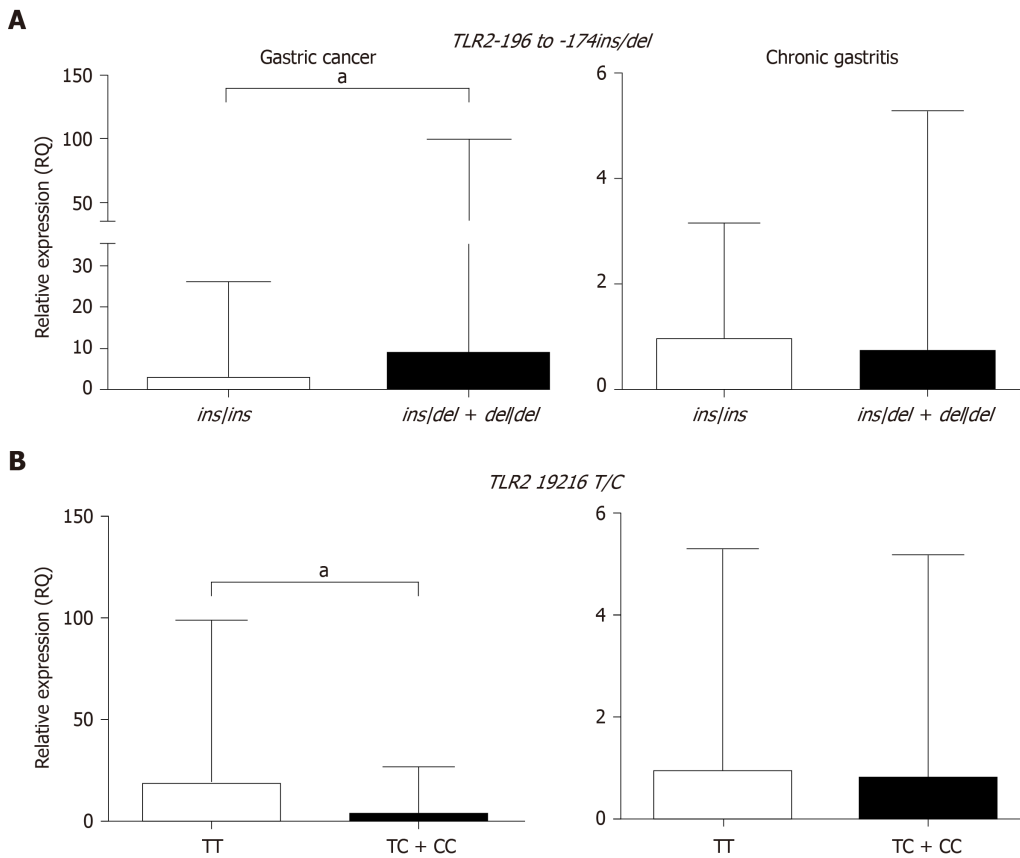 A
TLR2-196 to -174ins/del
Gastric cancer
Chronic gastritis
Relative expression (RQ)
150
100
50
30
20
10
0
a
ins/ins
ins/del + del/del
6
4
2
0
ins/ins
ins/del + del/del
B
TLR2 19216 T/C
Relative expression (RQ)
150
100
50
0
a
TT
TC + CC
6
4
2
0
TT
TC + CC